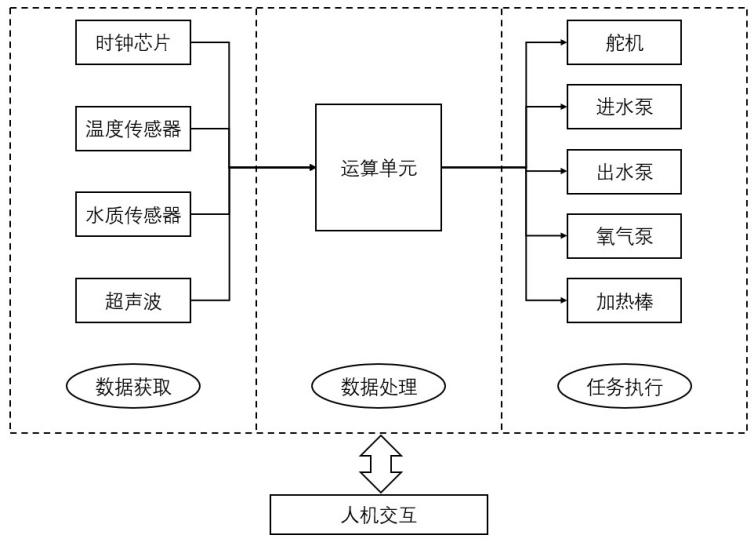 时钟芯片
温度传感器
水质传感器
超声波
数据获取
运算单元
数据处理
舵机
进水泵
出水泵
氧气泵
加热棒
任务执行
人机交互